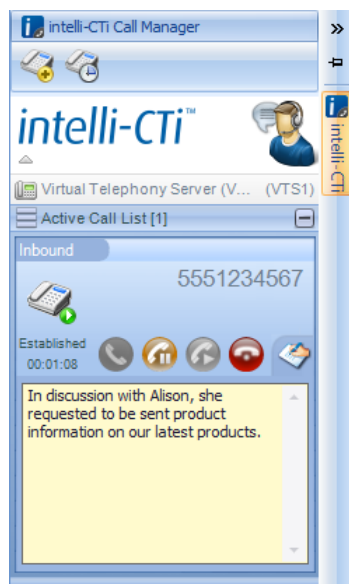 intelli-CTi Call Manager
intelli-CTi™
Virtual Telephony Server (V... (VTS1)
Active Call List [1]
Inbound
5551234567
Established
00:01:08
In discussion with Alison, she
requested to be sent product
information on our latest products.
intelli-CTi